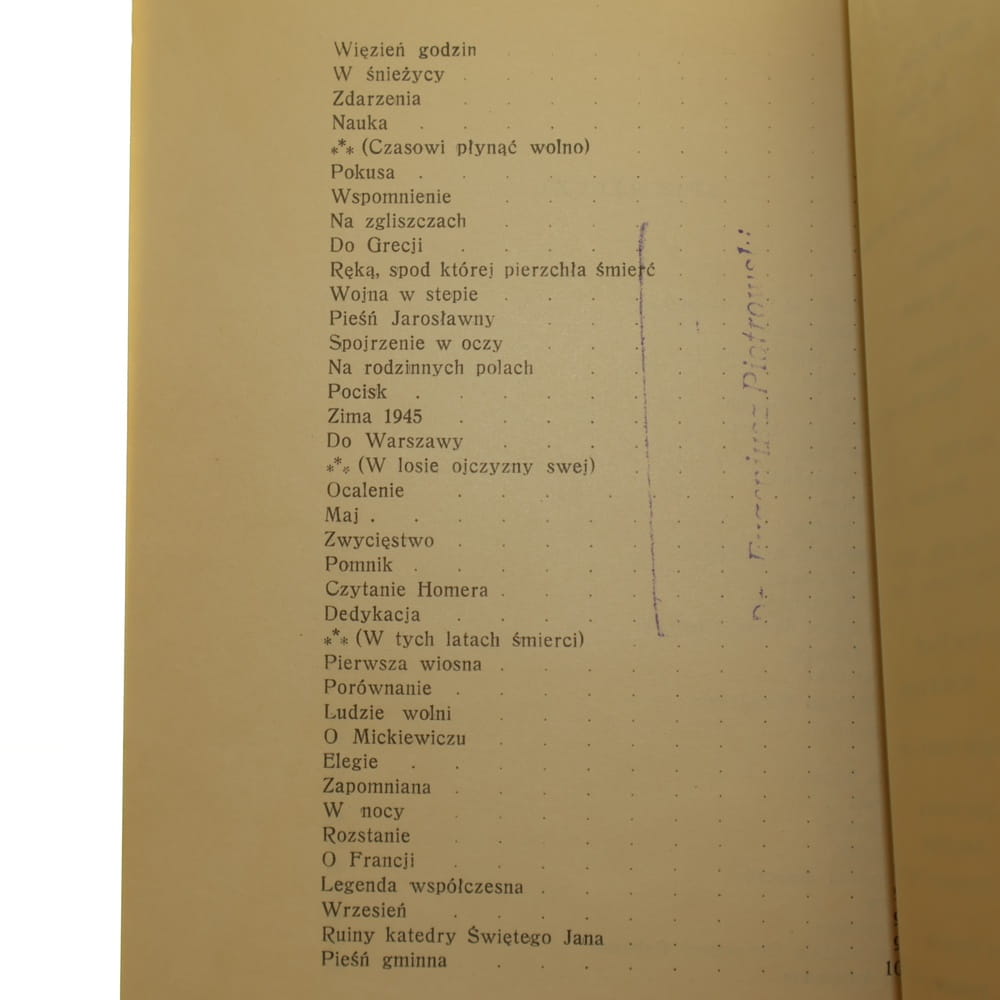 Więzień godzin
W śnieżycy
Zdarzenia
Nauka
*** (Czasowi płynąć wolno)
Pokusa
Wspomnienie
Na zgliszczach
Do Grecji
Ręką, spod której pierzchła śmierć
Wojna w stepie
Pieśń Jarosławny
Spojrzenie w oczy
Na rodzinnych polach
Pocisk
Zima 1945
Do Warszawy
*** (W losie ojczyzny swej)
Ocalenie
Maj
Zwycięstwo
Pomnik
Czytanie Homera
Dedykacja
*** (W tych latach śmierci)
Pierwsza wiosna
Porównanie
Ludzie wolni
O Mickiewiczu
Elegie
Zapomniana
W nocy
Rozstanie
O Francji
Legenda współczesna
Wrzesień
Ruiny katedry Świętego Jana
Pieśń gminna
Eugeniusz Piotrowski